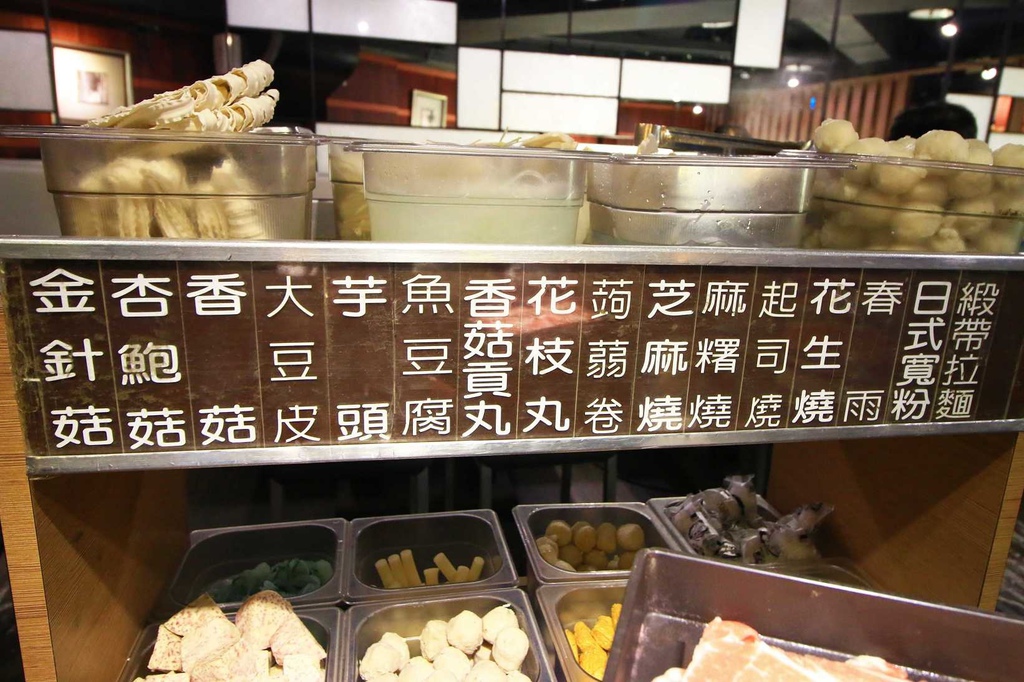 金針菇
杏鮑菇
香菇
大豆皮
芋頭
魚豆腐
香菇貢丸
花枝丸
蒟蒻卷
芝麻燒
麻糬燒
起司燒
花生燒
春雨
日式寬粉
緞帶拉麵